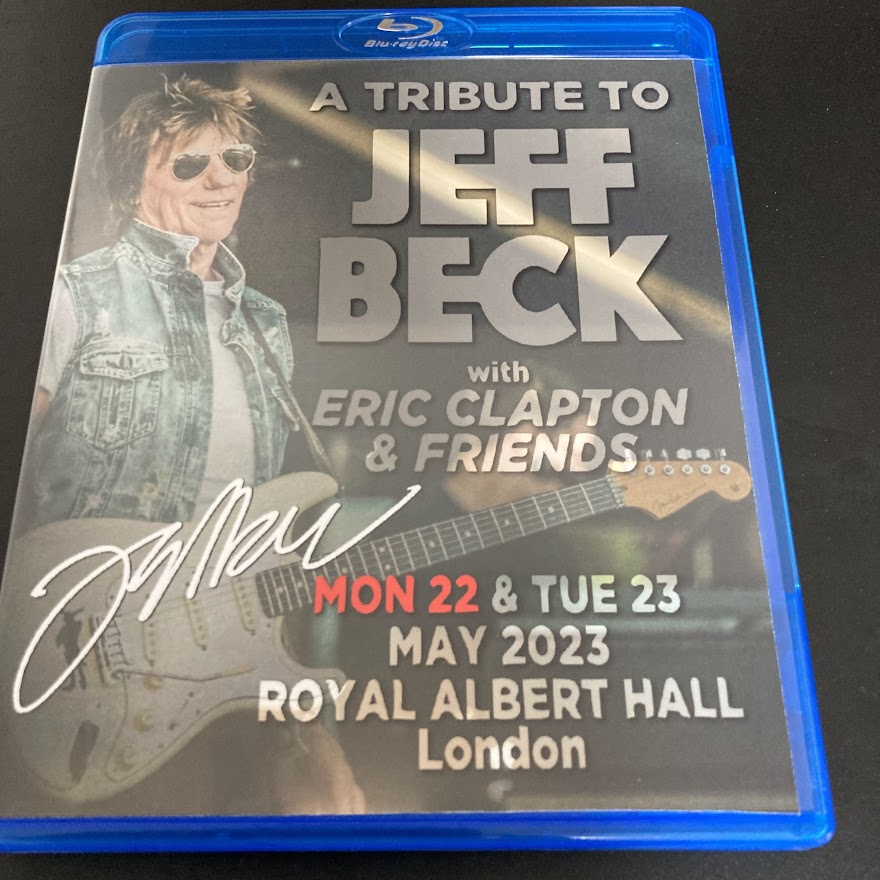 Blu-ray Disc
A TRIBUTE TO
JEFF
BECK
with
ERIC CLAPTON
& FRIENDS
Fender
MON 22 & TUE 23
MAY 2023
ROYAL ALBERT HALL
London